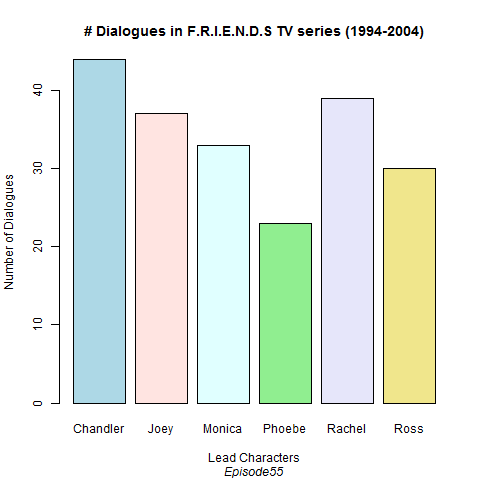 # Dialogues in F.R.I.E.N.D.S TV series (1994-2004)
Number of Dialogues
40
30
20
10
0
Chandler Joey Monica Phoebe Rachel Ross
Lead Characters
Episode55